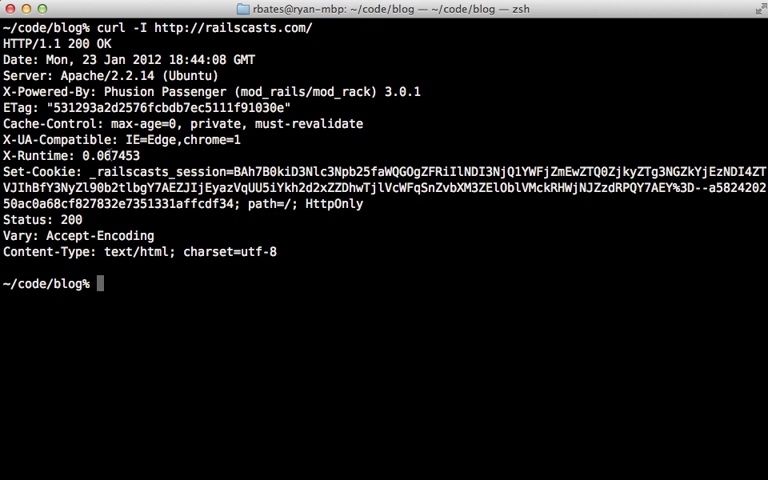 rbates@ryan-mbp: ~/code/blog — ~/code/blog — zsh
~/code/blog% curl -I http://railscasts.com/
HTTP/1.1 200 OK
Date: Mon, 23 Jan 2012 18:44:08 GMT
Server: Apache/2.2.14 (Ubuntu)
X-Powered-By: Phusion Passenger (mod_rails/mod_rack) 3.0.1
ETag: "531293a2d2576fcbdb7ec5111f91030e"
Cache-Control: max-age=0, private, must-revalidate
X-UA-Compatible: IE=Edge,chrome=1
X-Runtime: 0.067453
Set-Cookie: _railscasts_session=BAh7B0kiD3Nlc3Npb25faWQGOgZFRiIlNDI3NjQ1YWFjZmEwZTQ0ZjkyZTg3NGZkYjEzNDI4ZT
VJIhBfY3NyZl90b2tlbgY7AEZJIjEyazVqUU5iYkh2d2xZZDhwTjlVcWFqSnZvbXM3ZElOblVMckRHWjNJZzdRPQY7AEY%3D--a5824202
50ac0a68cf827832e7351331affcdf34; path=/; HttpOnly
Status: 200
Vary: Accept-Encoding
Content-Type: text/html; charset=utf-8
~/code/blog%